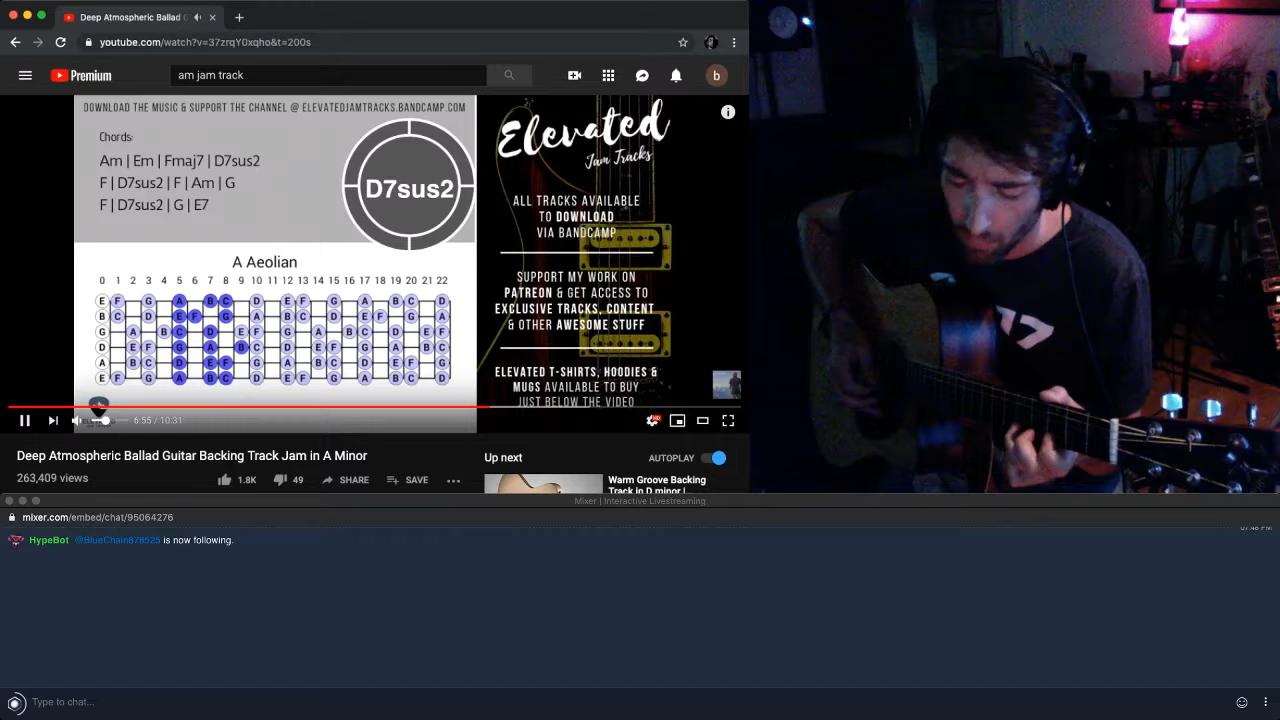 Deep Atmospheric Ballad G
youtube.com/watch?v=37zrqY0xqho&t=200s
Premium
am jam track
b
DOWNLOAD THE MUSIC & SUPPORT THE CHANNEL @ ELEVATEDJAMTRACKS.BANDCAMP.COM
Chords:
Am | Em | Fmaj7 | D7sus2
F | D7sus2 | F | Am | G
F | D7sus2 | G | E7
D7sus2
A Aeolian
0 1 2 3 4 5 6 7 8 9 10 11 12 13 14 15 16 17 18 19 20 21 22
E F G A B C D E F G A B C D
B C D E F G A B C D E F G A
G A B C D E F G A B C D E F
D E F G A B C D E F G A B C
A B C D E F G A B C D E F G
E F G A B C D E F G A B C D
Elevated
Jam Tracks
ALL TRACKS AVAILABLE
TO DOWNLOAD
VIA BANDCAMP
SUPPORT MY WORK ON
PATREON & GET ACCESS TO
EXCLUSIVE TRACKS, CONTENT
& OTHER AWESOME STUFF
ELEVATED T-SHIRTS, HOODIES &
MUGS AVAILABLE TO BUY
JUST BELOW THE VIDEO
6:55 / 10:31
HD
Deep Atmospheric Ballad Guitar Backing Track Jam in A Minor
263,409 views
1.8K
49
SHARE
SAVE
Up next
AUTOPLAY
Warm Groove Backing
Track in D minor |
Mixer | Interactive Livestreaming
mixer.com/embed/chat/95064276
07:48 PM
HypeBot @BlueChain878525 is now following.
Type to chat...